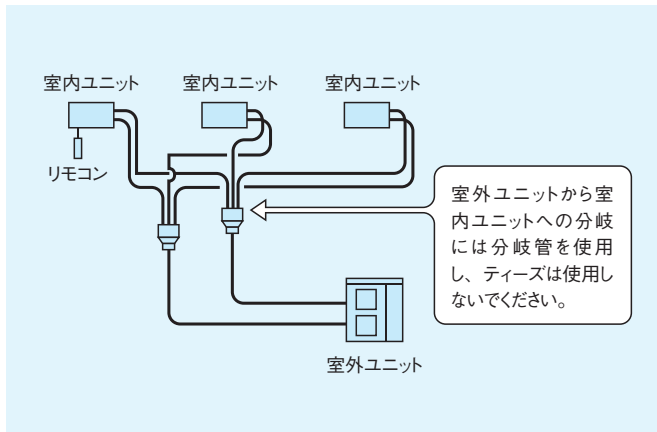 室内ユニット
室内ユニット
室内ユニット
リモコン
室外ユニットから室
内ユニットへの分岐
には分岐管を使用
し、ティーズは使用し
ないでください。
室外ユニット